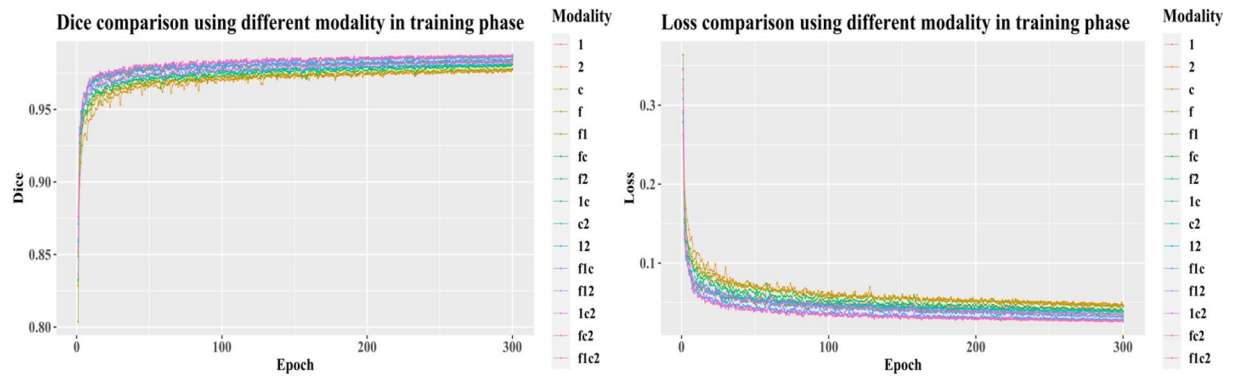 Dice comparison using different modality in training phase
Dice
0.95
0.90
0.85
0.80
0
100
200
300
Epoch
Modality
1
2
c
f
f1
fc
f2
1c
c2
12
f1c
f12
1c2
fc2
f1c2
Loss comparison using different modality in training phase
Loss
0.3
0.2
0.1
0
100
200
300
Epoch
Modality
1
2
c
f
f1
fc
f2
1c
c2
12
f1c
f12
1c2
fc2
f1c2